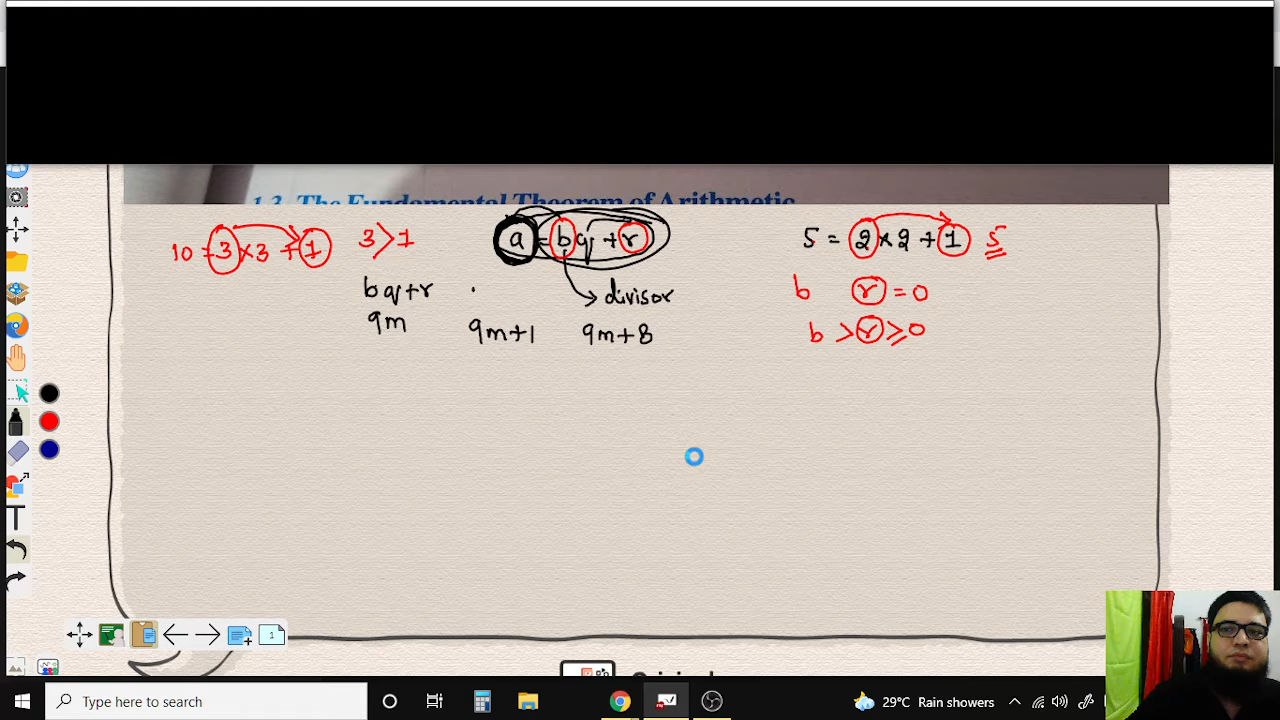 1.3 The Fundamental Theorem of Arithmetic
10 = 3 × 3 + 1 3 > 1
a = bq + r
5 = 2 × 2 + 1 5
bq + r
→ divisor
b r = 0
9m 9m + 1 9m + 8
b > r ≥ 0
1
Type here to search
29°C Rain showers